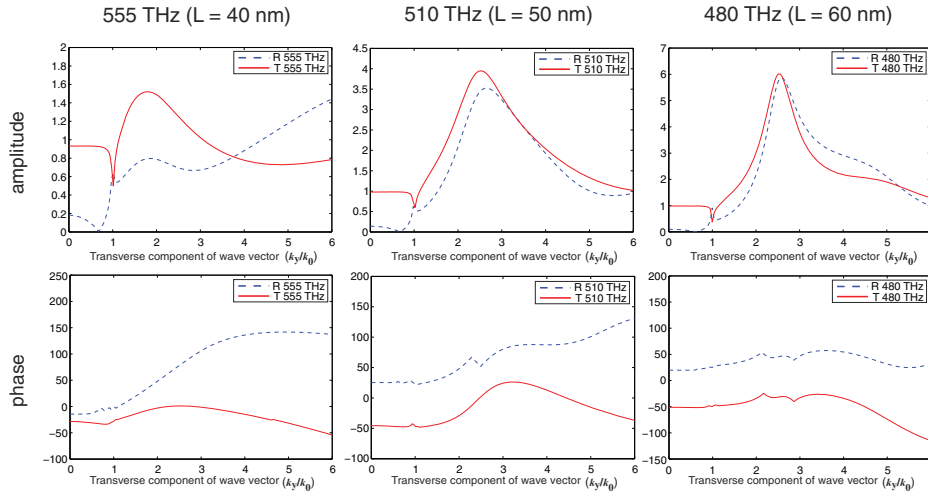 555 THz (L = 40 nm) 510 THz (L = 50 nm) 480 THz (L = 60 nm)
amplitude
2
1.8
1.6
1.4
1.2
1
0.8
0.6
0.4
0.2
0
R 555 THz
T 555 THz
0 1 2 3 4 5 6
Transverse component of wave vector (ky/k0)
4.5
4
3.5
3
2.5
2
1.5
1
0.5
0
R 510 THz
T 510 THz
0 1 2 3 4 5 6
Transverse component of wave vector (ky/k0)
7
6
5
4
3
2
1
0
R 480 THz
T 480 THz
0 1 2 3 4 5 6
Transverse component of wave vector (ky/k0)
phase
250
200
150
100
50
0
−50
−100
R 555 THz
T 555 THz
0 1 2 3 4 5 6
Transverse component of wave vector (ky/k0)
200
150
100
50
0
−50
−100
R 510 THz
T 510 THz
0 1 2 3 4 5 6
Transverse component of wave vector (ky/k0)
200
150
100
50
0
−50
−100
−150
R 480 THz
T 480 THz
0 1 2 3 4 5 6
Transverse component of wave vector (ky/k0)